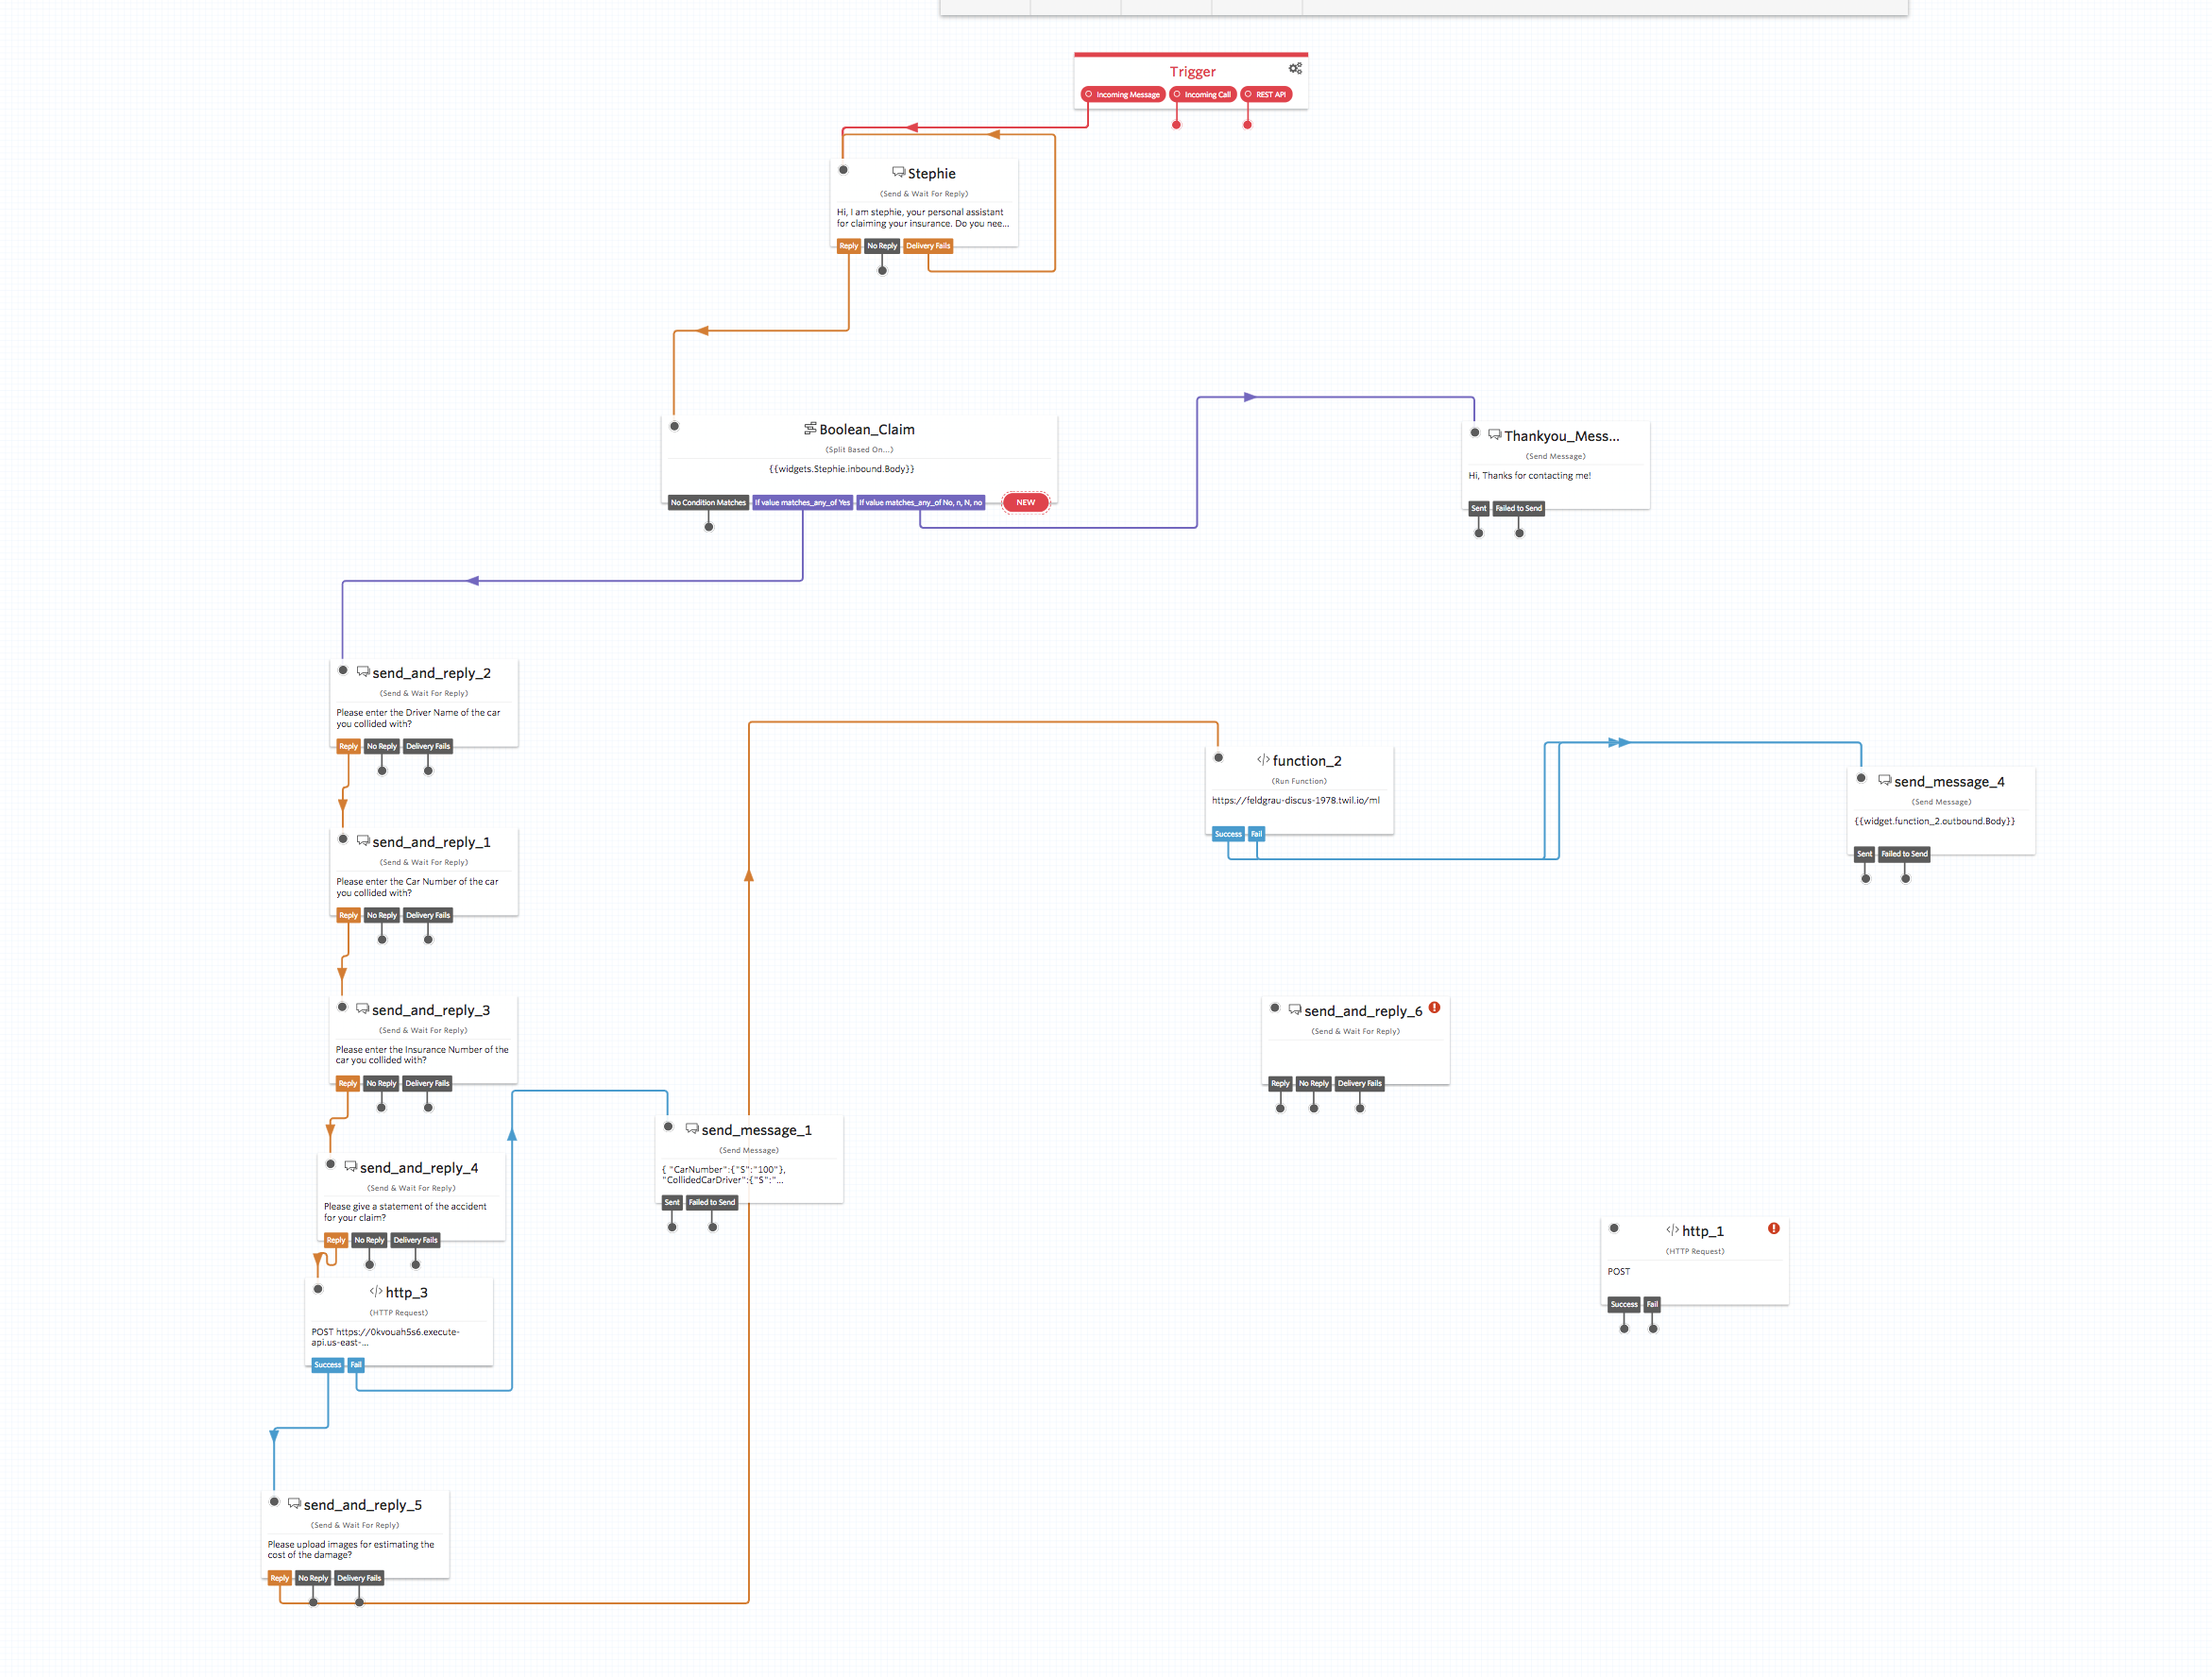 Trigger
Incoming Message Incoming Call REST API
Stephie
(Send & Wait For Reply)
Hi, I am stephie, your personal assistant
for claiming your insurance. Do you nee...
Reply No Reply Delivery Fails
Boolean_Claim
(Split Based On...)
{{widgets.Stephie.inbound.Body}}
No Condition Matches If value matches_any_of Yes If value matches_any_of No, n, N, no NEW
Thankyou_Mess...
(Send Message)
Hi, Thanks for contacting me!
Sent Failed to Send
send_and_reply_2
(Send & Wait For Reply)
Please enter the Driver Name of the car
you collided with?
Reply No Reply Delivery Fails
function_2
(Run Function)
https://feldgrau-discus-1978.twil.io/ml
Success Fail
send_message_4
(Send Message)
{{widget.function_2.outbound.Body}}
Sent Failed to Send
send_and_reply_1
(Send & Wait For Reply)
Please enter the Car Number of the car
you collided with?
Reply No Reply Delivery Fails
send_and_reply_3
(Send & Wait For Reply)
Please enter the Insurance Number of the
car you collided with?
Reply No Reply Delivery Fails
send_and_reply_6
(Send & Wait For Reply)
Reply No Reply Delivery Fails
send_message_1
(Send Message)
{ "CarNumber":{"S":"100"},
"CollidedCarDriver":{"S":"...
Sent Failed to Send
send_and_reply_4
(Send & Wait For Reply)
Please give a statement of the accident
for your claim?
Reply No Reply Delivery Fails
http_1
(HTTP Request)
POST
Success Fail
http_3
(HTTP Request)
POST https://0kvouah5s6.execute-
api.us-east-...
Success Fail
send_and_reply_5
(Send & Wait For Reply)
Please upload images for estimating the
cost of the damage?
Reply No Reply Delivery Fails